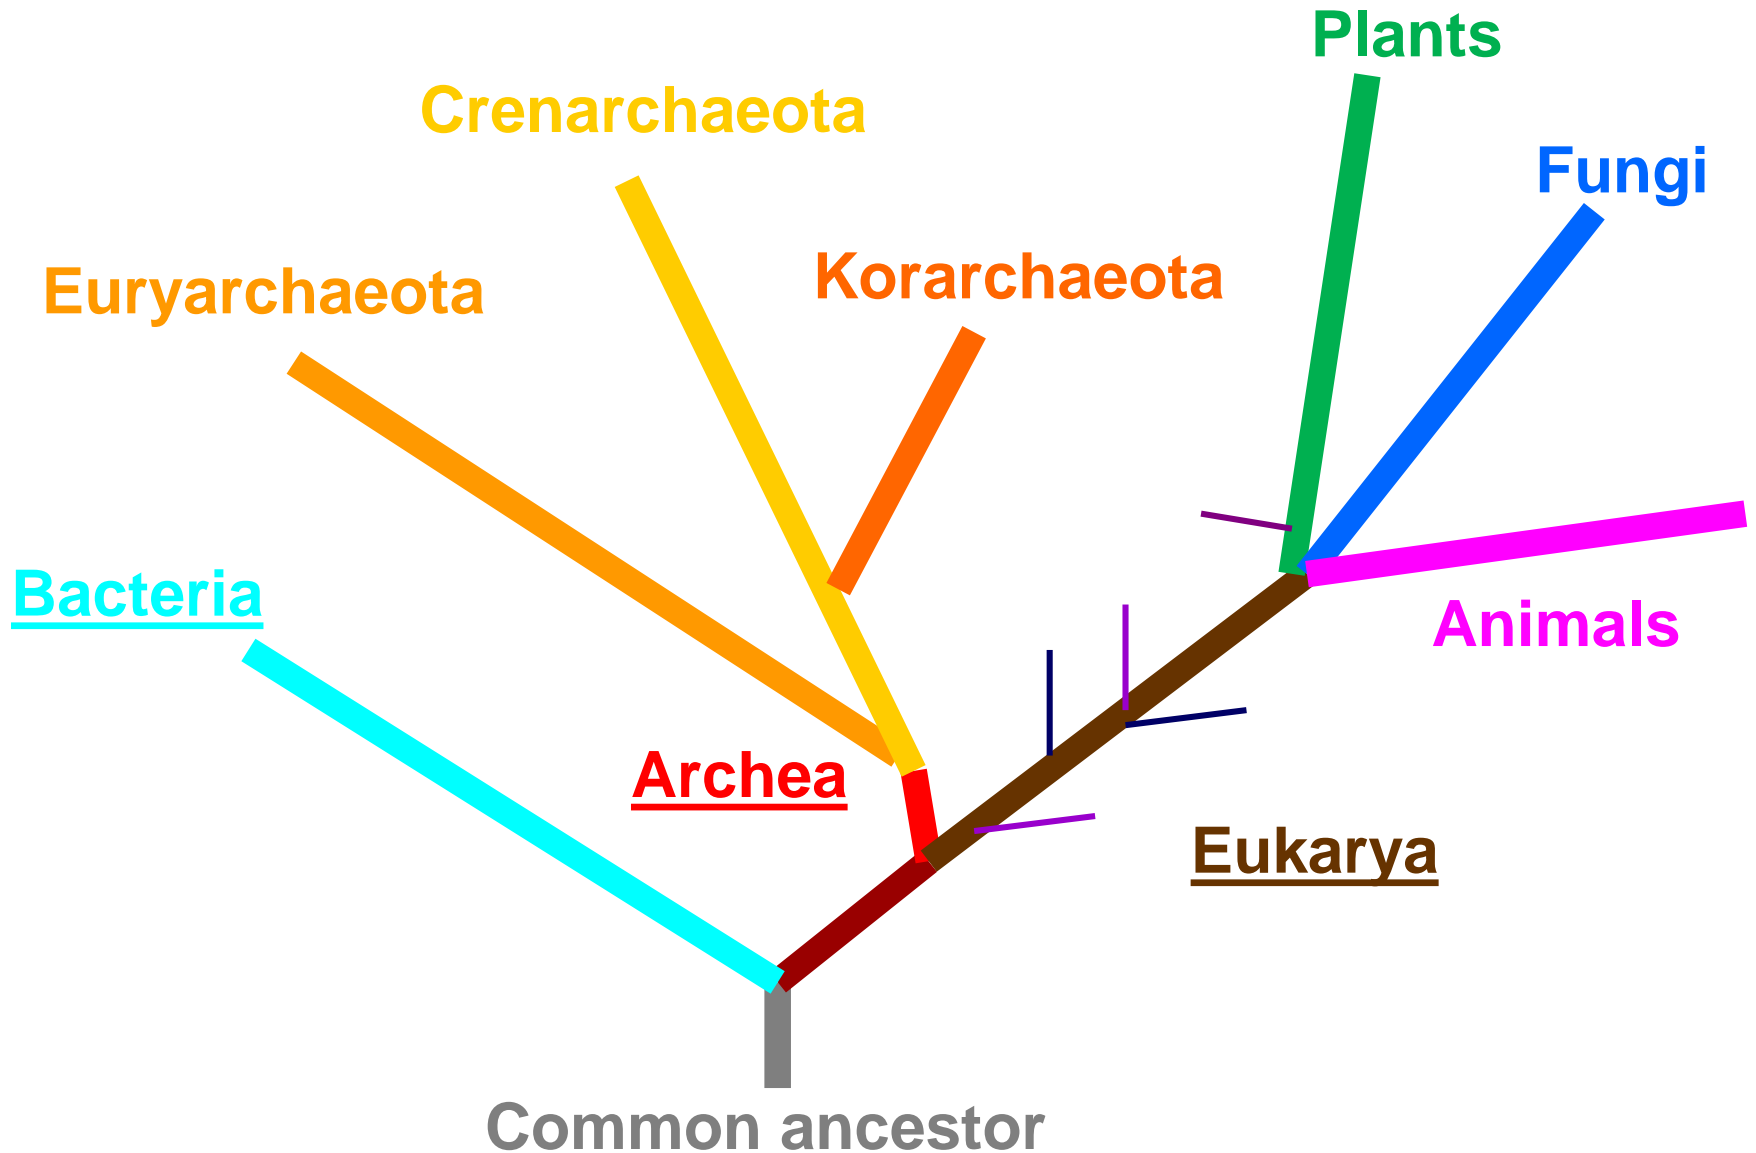 Plants
Crenarchaeota
Fungi
Korarchaeota
Euryarchaeota
Bacteria
Animals
Archea
Eukarya
Common ancestor